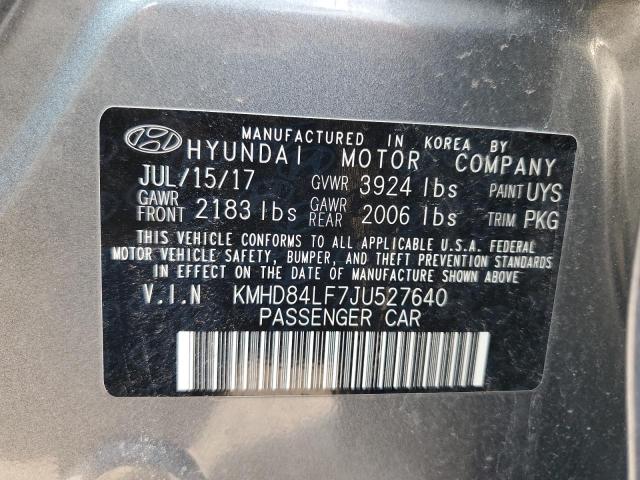 MANUFACTURED IN KOREA BY
HYUNDAI MOTOR COMPANY
JUL/15/17 GVWR 3924 lbs PAINT UYS
GAWR FRONT 2183 lbs GAWR REAR 2006 lbs TRIM PKG
THIS VEHICLE CONFORMS TO ALL APPLICABLE U.S.A. FEDERAL
MOTOR VEHICLE SAFETY, BUMPER, AND THEFT PREVENTION STANDARDS
IN EFFECT ON THE DATE OF MANUFACTURE SHOWN ABOVE.
V.I.N KMHD84LF7JU527640
PASSENGER CAR